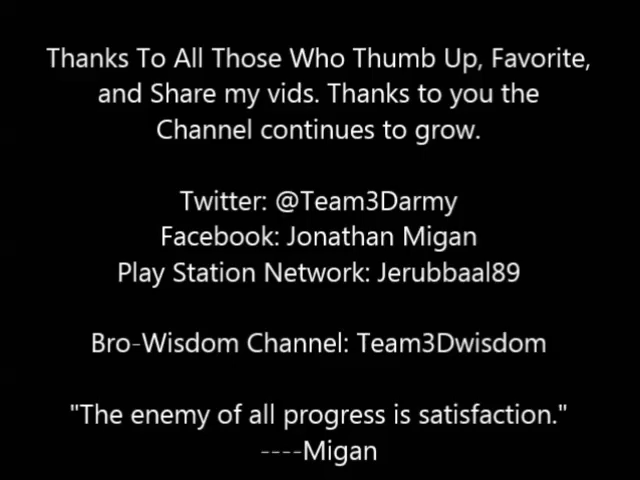 Thanks To All Those Who Thumb Up, Favorite,
and Share my vids. Thanks to you the
Channel continues to grow.
Twitter: @Team3Darmy
Facebook: Jonathan Migan
Play Station Network: Jerubbaal89
Bro-Wisdom Channel: Team3Dwisdom
"The enemy of all progress is satisfaction."
----Migan